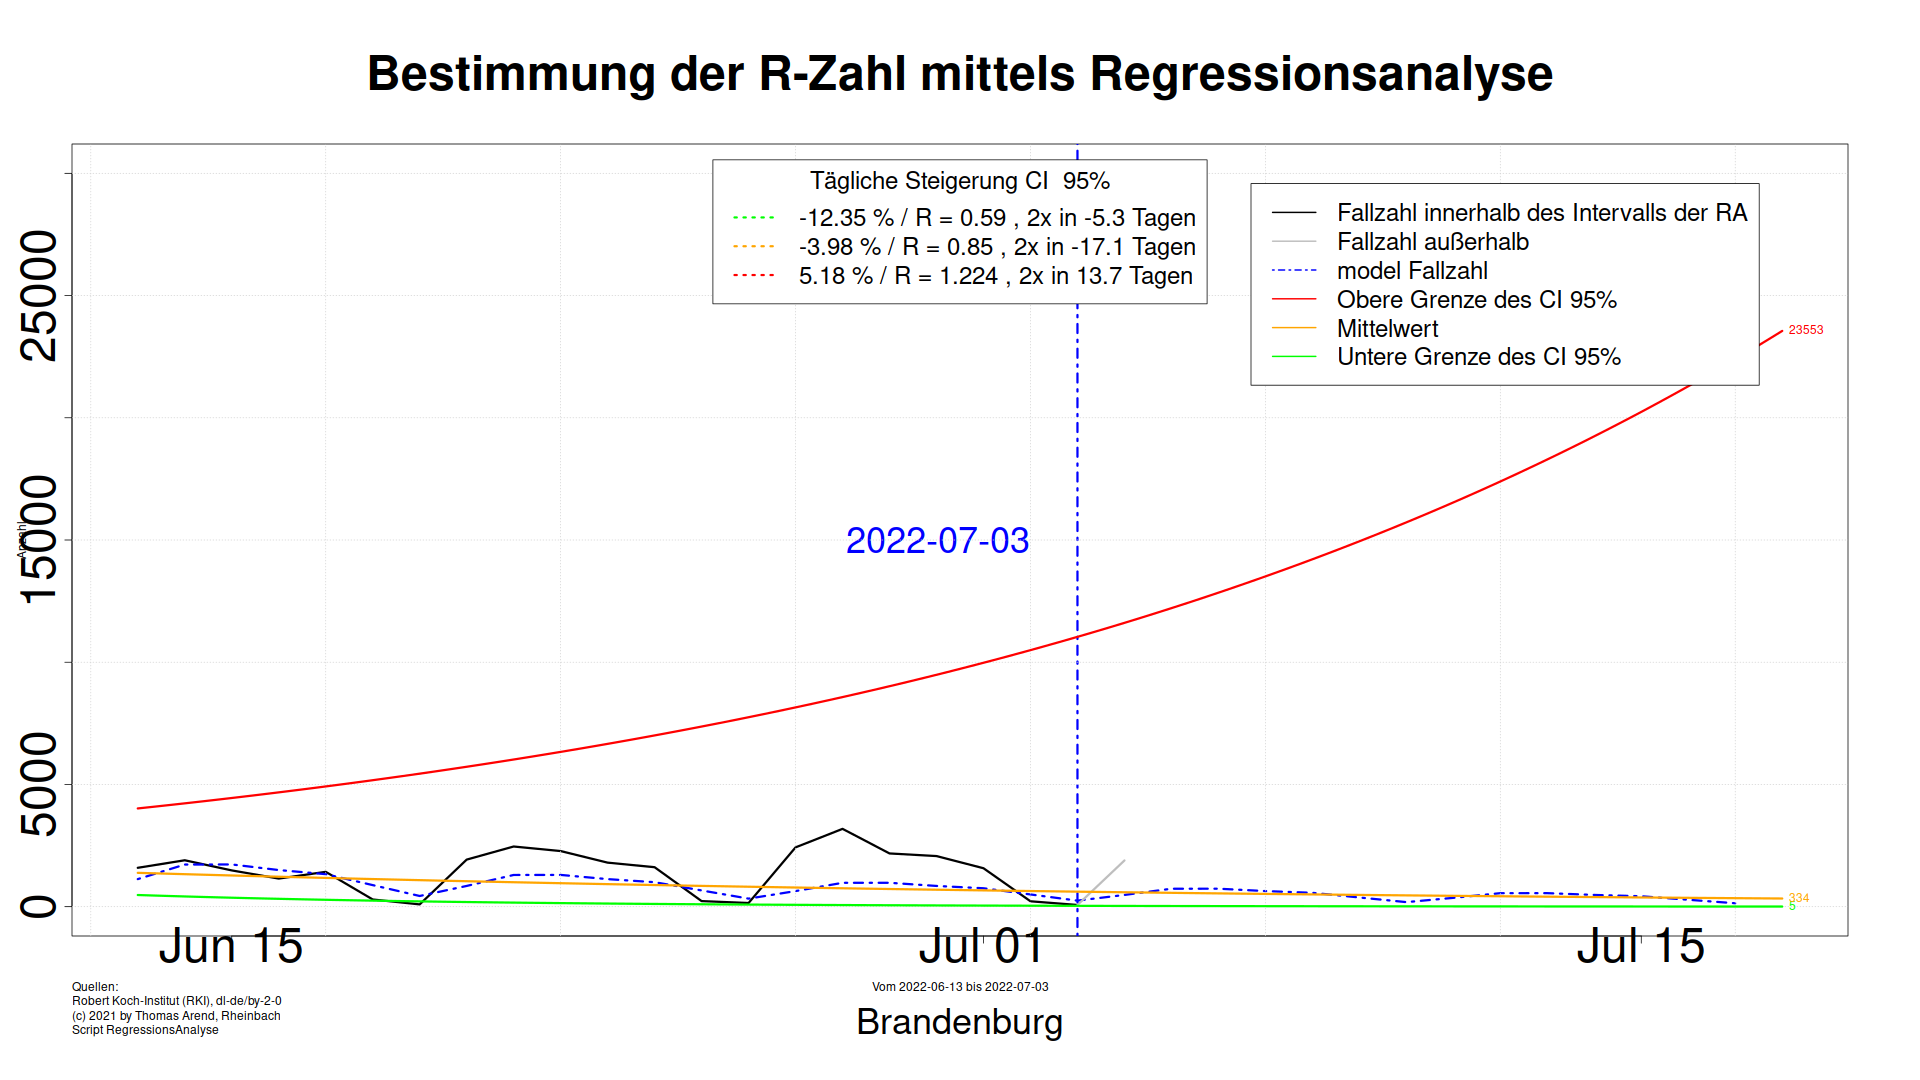 Bestimmung der R-Zahl mittels Regressionsanalyse
Tägliche Steigerung CI 95%
-12.35 % / R = 0.59 , 2x in -5.3 Tagen
-3.98 % / R = 0.85 , 2x in -17.1 Tagen
5.18 % / R = 1.224 , 2x in 13.7 Tagen
Fallzahl innerhalb des Intervalls der RA
Fallzahl außerhalb
model Fallzahl
Obere Grenze des CI 95%
Mittelwert
Untere Grenze des CI 95%
23553
25000
15000
5000
0
Anzahl
2022-07-03
334
5
Jun 15
Jul 01
Jul 15
Quellen:
Robert Koch-Institut (RKI), dl-de/by-2-0
(c) 2021 by Thomas Arend, Rheinbach
Script RegressionsAnalyse
Vom 2022-06-13 bis 2022-07-03
Brandenburg